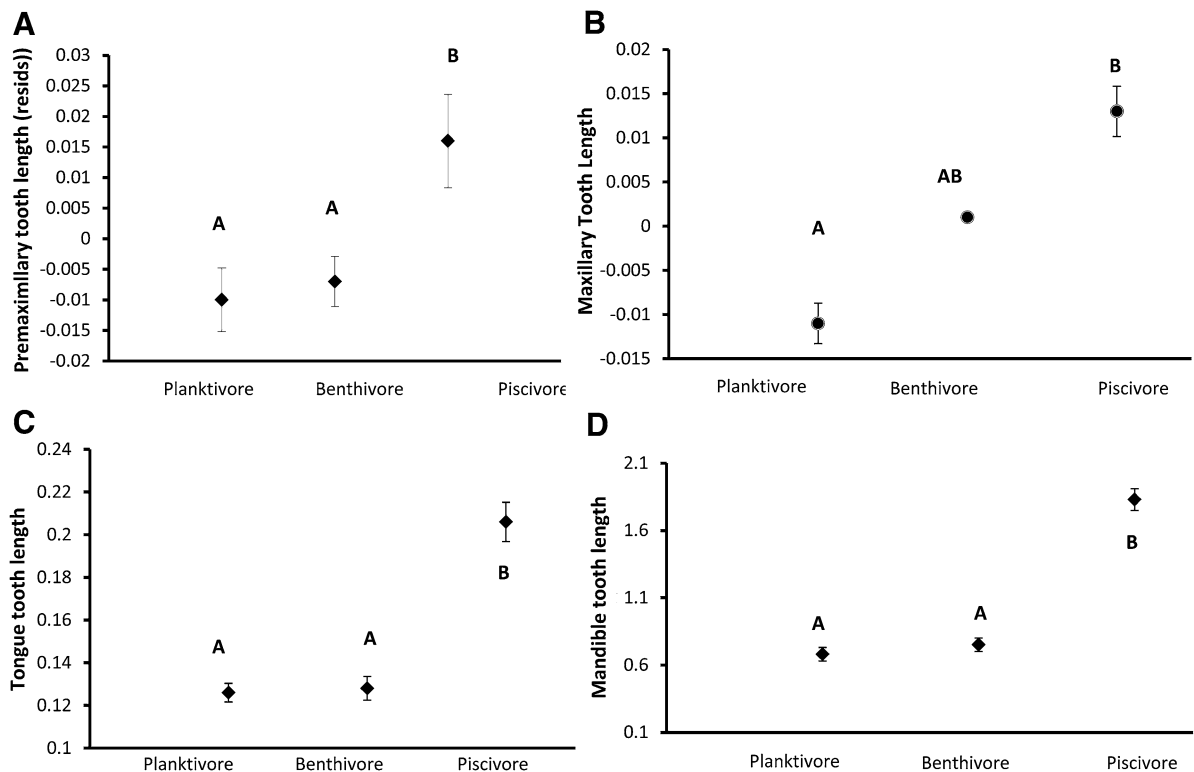 A
Premaximllary tooth length (resids))
0.03
0.025
0.02
0.015
0.01
0.005
0
-0.005
-0.01
-0.015
-0.02
A
A
B
Planktivore Benthivore Piscivore
B
Maxillary Tooth Length
0.02
0.015
0.01
0.005
0
-0.005
-0.01
-0.015
A
AB
B
Planktivore Benthivore Piscivore
C
Tongue tooth length
0.24
0.22
0.2
0.18
0.16
0.14
0.12
0.1
A
A
B
Planktivore Benthivore Piscivore
D
Mandible tooth length
2.1
1.6
1.1
0.6
0.1
A
A
B
Planktivore Benthivore Piscivore